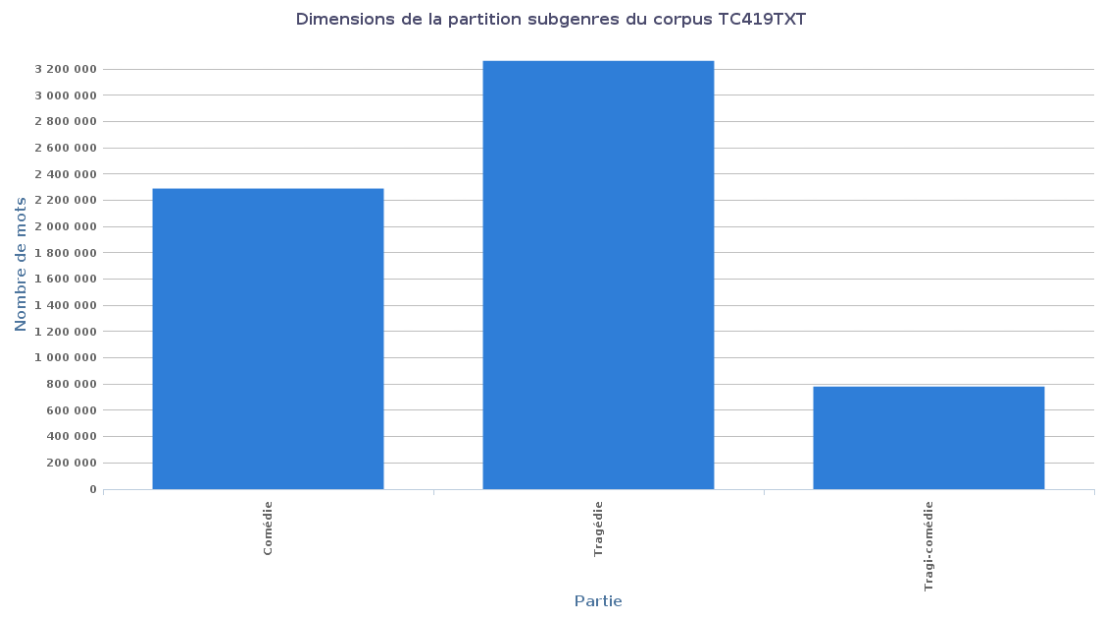 Dimensions de la partition subgenres du corpus TC419TXT
Nombre de mots
3 200 000
3 000 000
2 800 000
2 600 000
2 400 000
2 200 000
2 000 000
1 800 000
1 600 000
1 400 000
1 200 000
1 000 000
800 000
600 000
400 000
200 000
0
Comédie
Tragédie
Tragi-comédie
Partie